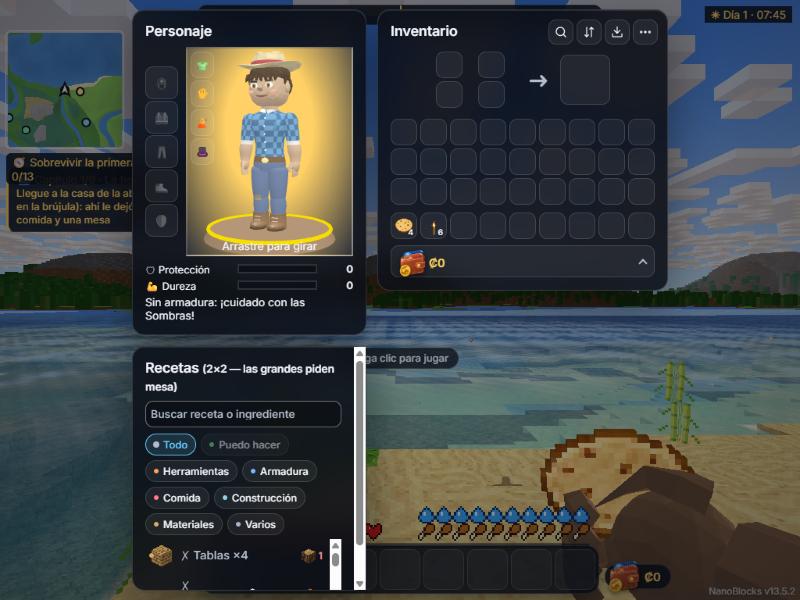 Personaje
Arrastre para girar
Protección 0
Dureza 0
Sin armadura: ¡cuidado con las
Sombras!
Inventario
4
6
₡0
Día 1 · 07:45
Sobrevivir la primera
0/13
Llegue a la casa de la ab
en la brújula): ahí le dejó
comida y una mesa
Recetas (2×2 — las grandes piden
mesa)
Buscar receta o ingrediente
Todo
Puedo hacer
Herramientas
Armadura
Comida
Construcción
Materiales
Varios
✗ Tablas ×4 1
✗
ga clic para jugar
₡0
NanoBlocks v13.5.2